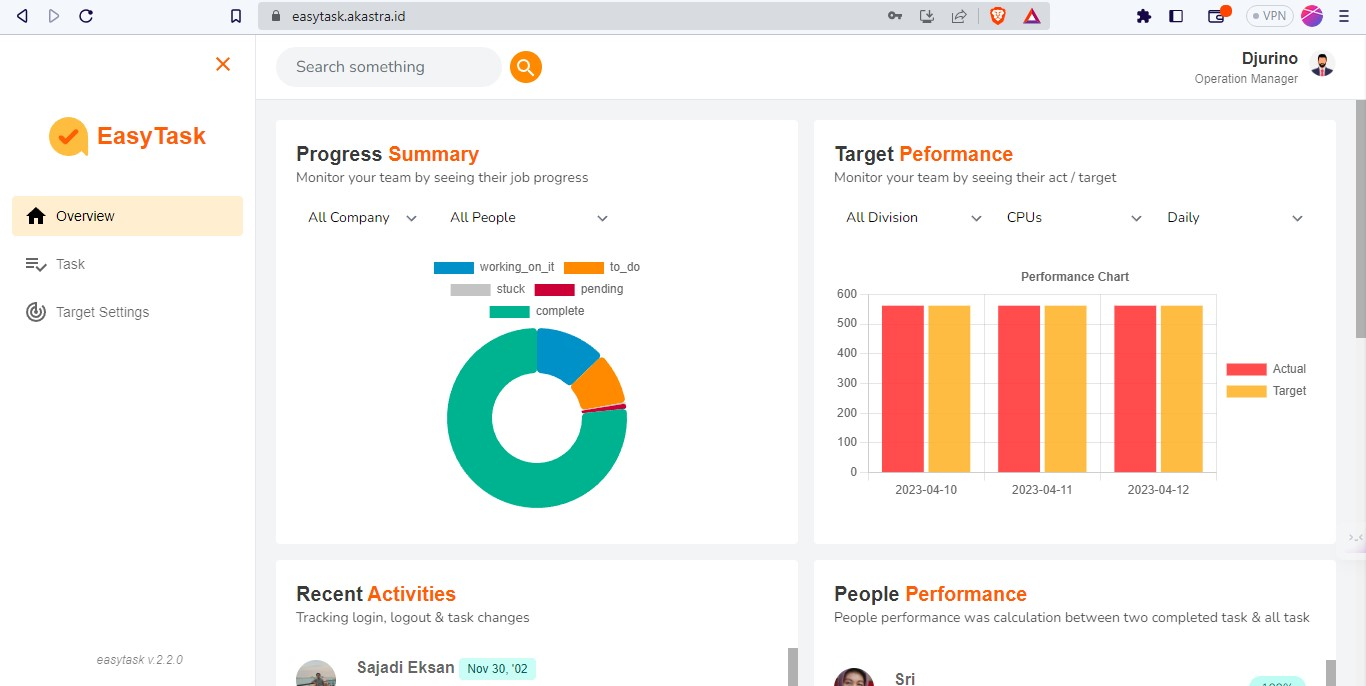 easytask.akastra.id
VPN
EasyTask
Overview
Task
Target Settings
easytask v.2.2.0
Search something
Djurino
Operation Manager
Progress Summary
Monitor your team by seeing their job progress
All Company
All People
working_on_it
to_do
stuck
pending
complete
Target Peformance
Monitor your team by seeing their act / target
All Division
CPUs
Daily
Performance Chart
600
500
400
300
200
100
0
2023-04-10
2023-04-11
2023-04-12
Actual
Target
Recent Activities
Tracking login, logout & task changes
Sajadi Eksan
Nov 30, '02
People Performance
People performance was calculation between two completed task & all task
Sri
100%